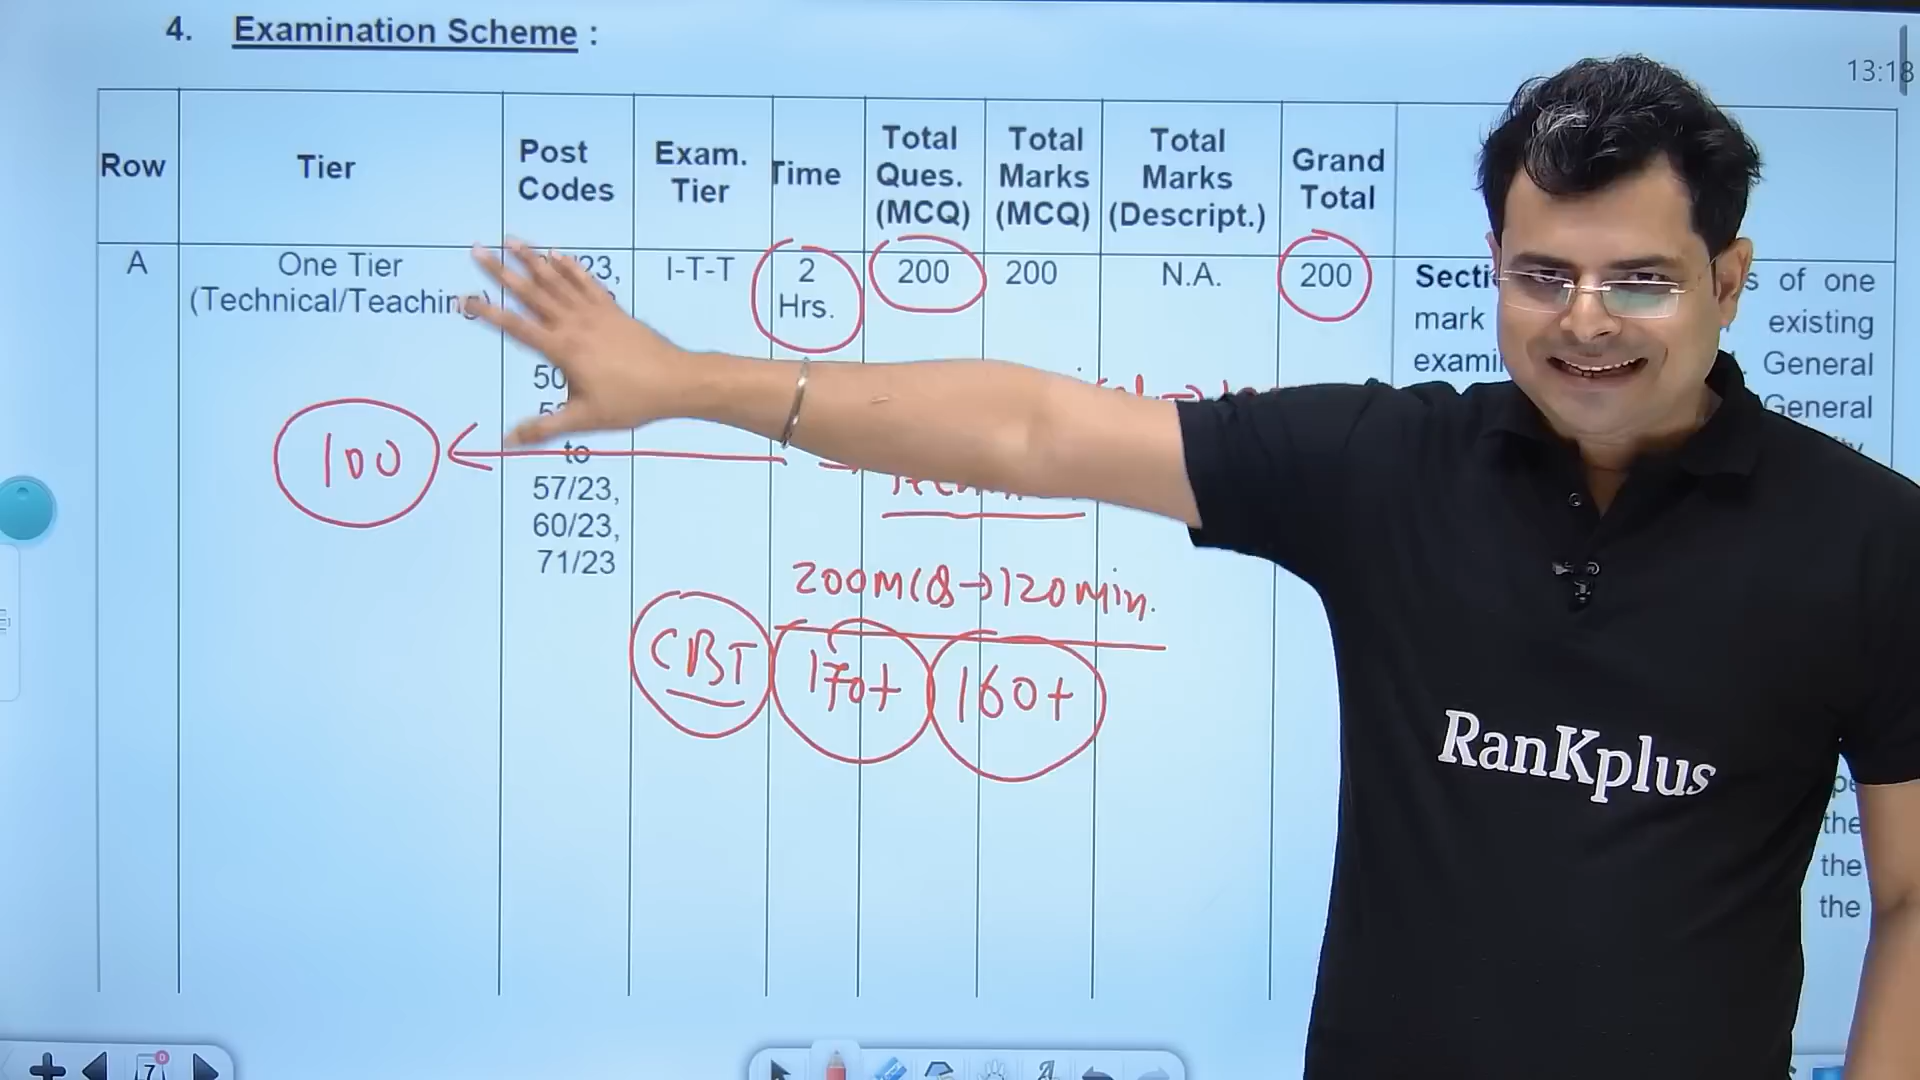 4. Examination Scheme :
13:18
Row Tier Post Codes Exam. Tier Time Total Ques. (MCQ) Total Marks (MCQ) Total Marks (Descript.) Grand Total
A One Tier (Technical/Teaching) I-T-T 2 Hrs. 200 200 N.A. 200
to
57/23,
60/23,
71/23
of one
mark existing
General
General
the
the
the
100
200MCQ→120min.
CBT 170+ 160+
RanKplus
7